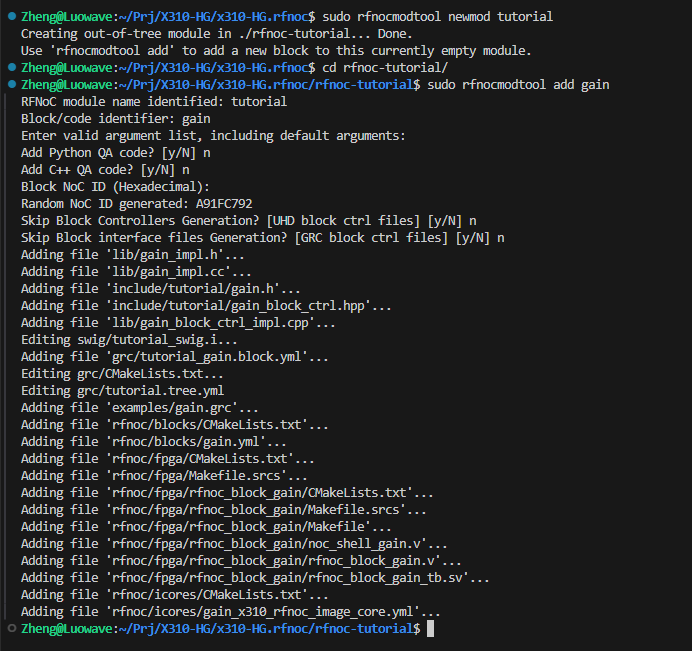 Zheng@Luowave:~/Prj/X310-HG/x310-HG.rfnoc$ sudo rfnocmodtool newmod tutorial
Creating out-of-tree module in ./rfnoc-tutorial... Done.
Use 'rfnocmodtool add' to add a new block to this currently empty module.
Zheng@Luowave:~/Prj/X310-HG/x310-HG.rfnoc$ cd rfnoc-tutorial/
Zheng@Luowave:~/Prj/X310-HG/x310-HG.rfnoc/rfnoc-tutorial$ sudo rfnocmodtool add gain
RFNoC module name identified: tutorial
Block/code identifier: gain
Enter valid argument list, including default arguments:
Add Python QA code? [y/N] n
Add C++ QA code? [y/N] n
Block NoC ID (Hexadecimal):
Random NoC ID generated: A91FC792
Skip Block Controllers Generation? [UHD block ctrl files] [y/N] n
Skip Block interface files Generation? [GRC block ctrl files] [y/N] n
Adding file 'lib/gain_impl.h'...
Adding file 'lib/gain_impl.cc'...
Adding file 'include/tutorial/gain.h'...
Adding file 'include/tutorial/gain_block_ctrl.hpp'...
Adding file 'lib/gain_block_ctrl_impl.cpp'...
Editing swig/tutorial_swig.i...
Adding file 'grc/tutorial_gain.block.yml'...
Editing grc/CMakeLists.txt...
Editing grc/tutorial.tree.yml
Adding file 'examples/gain.grc'...
Adding file 'rfnoc/blocks/CMakeLists.txt'...
Adding file 'rfnoc/blocks/gain.yml'...
Adding file 'rfnoc/fpga/CMakeLists.txt'...
Adding file 'rfnoc/fpga/Makefile.srcs'...
Adding file 'rfnoc/fpga/rfnoc_block_gain/CMakeLists.txt'...
Adding file 'rfnoc/fpga/rfnoc_block_gain/Makefile.srcs'...
Adding file 'rfnoc/fpga/rfnoc_block_gain/Makefile'...
Adding file 'rfnoc/fpga/rfnoc_block_gain/noc_shell_gain.v'...
Adding file 'rfnoc/fpga/rfnoc_block_gain/rfnoc_block_gain.v'...
Adding file 'rfnoc/fpga/rfnoc_block_gain/rfnoc_block_gain_tb.sv'...
Adding file 'rfnoc/icores/CMakeLists.txt'...
Adding file 'rfnoc/icores/gain_x310_rfnoc_image_core.yml'...
Zheng@Luowave:~/Prj/X310-HG/x310-HG.rfnoc/rfnoc-tutorial$